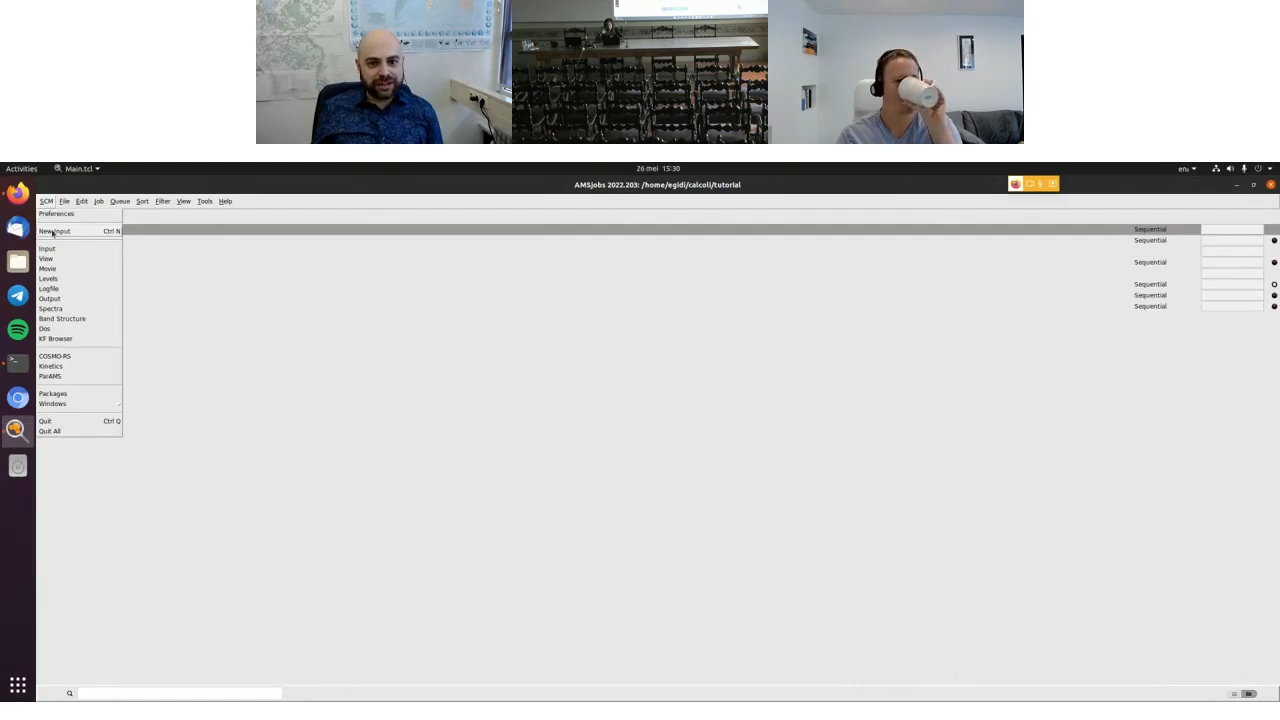 Activities
Main.tcl
26 mei 15:30
en₁
AMSjobs 2022.203: /home/egidi/calcoli/tutorial
SCM File Edit Job Queue Sort Filter View Tools Help
Preferences
New Input Ctrl N
Sequential
Sequential
Input
View
Sequential
Movie
Levels
Sequential
Logfile
Output
Sequential
Spectra
Sequential
Band Structure
Dos
KF Browser
COSMO-RS
Kinetics
ParAMS
Packages
Windows
Quit Ctrl Q
Quit All